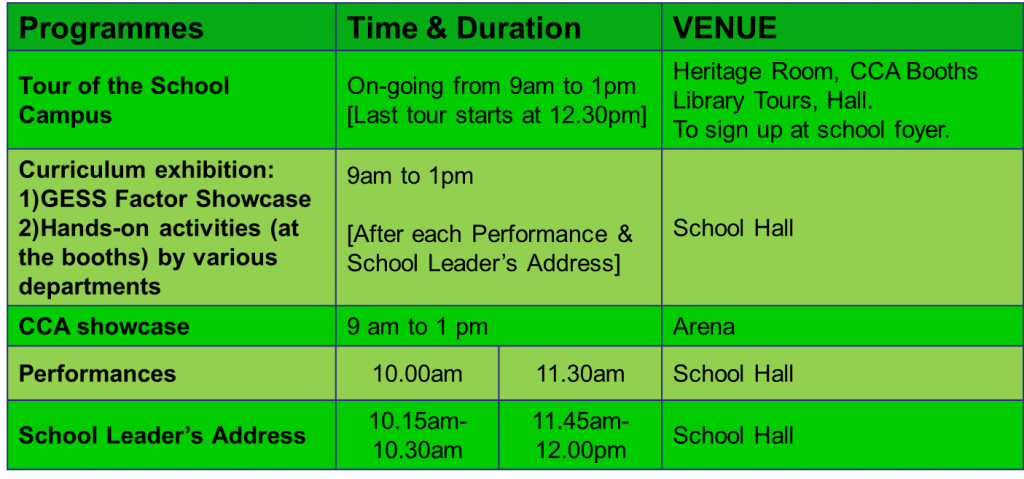 Programmes
Time & Duration
VENUE
Tour of the School
Campus
On-going from 9am to 1pm
[Last tour starts at 12.30pm]
Heritage Room, CCA Booths
Library Tours, Hall.
To sign up at school foyer.
Curriculum exhibition:
1)GESS Factor Showcase
2)Hands-on activities (at
the booths) by various
departments
9am to 1pm
[After each Performance &
School Leader’s Address]
School Hall
CCA showcase
9 am to 1 pm
Arena
Performances
10.00am
11.30am
School Hall
School Leader’s Address
10.15am-
10.30am
11.45am-
12.00pm
School Hall